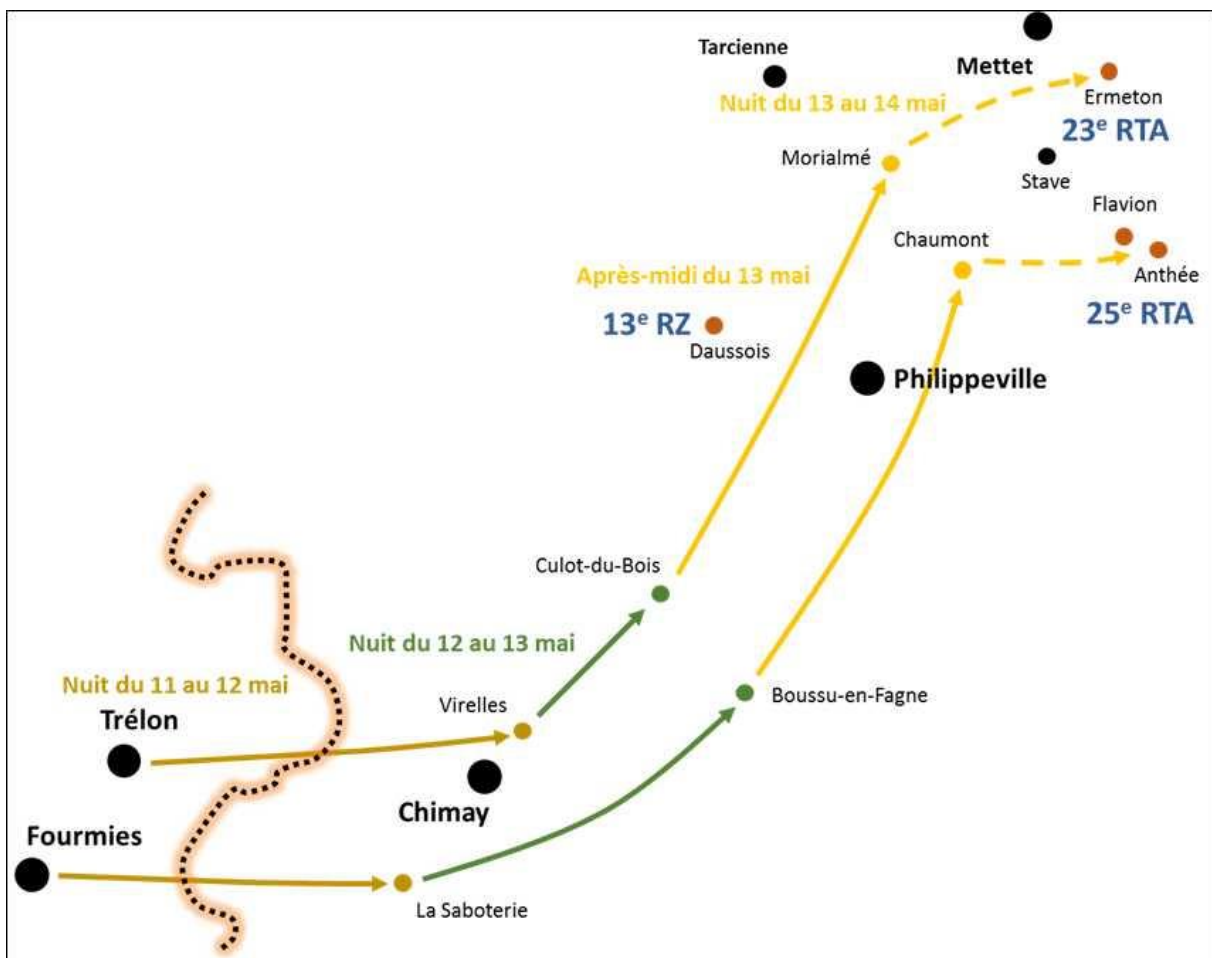 Tarcienne
Mettet
Nuit du 13 au 14 mai
Ermeton
23e RTA
Morialmé
Stave
Flavion
Chaumont
Anthée
Après-midi du 13 mai
25e RTA
13e RZ
Daussois
Philippeville
Culot-du-Bois
Nuit du 12 au 13 mai
Nuit du 11 au 12 mai
Boussu-en-Fagne
Virelles
Trélon
Chimay
Fourmies
La Saboterie